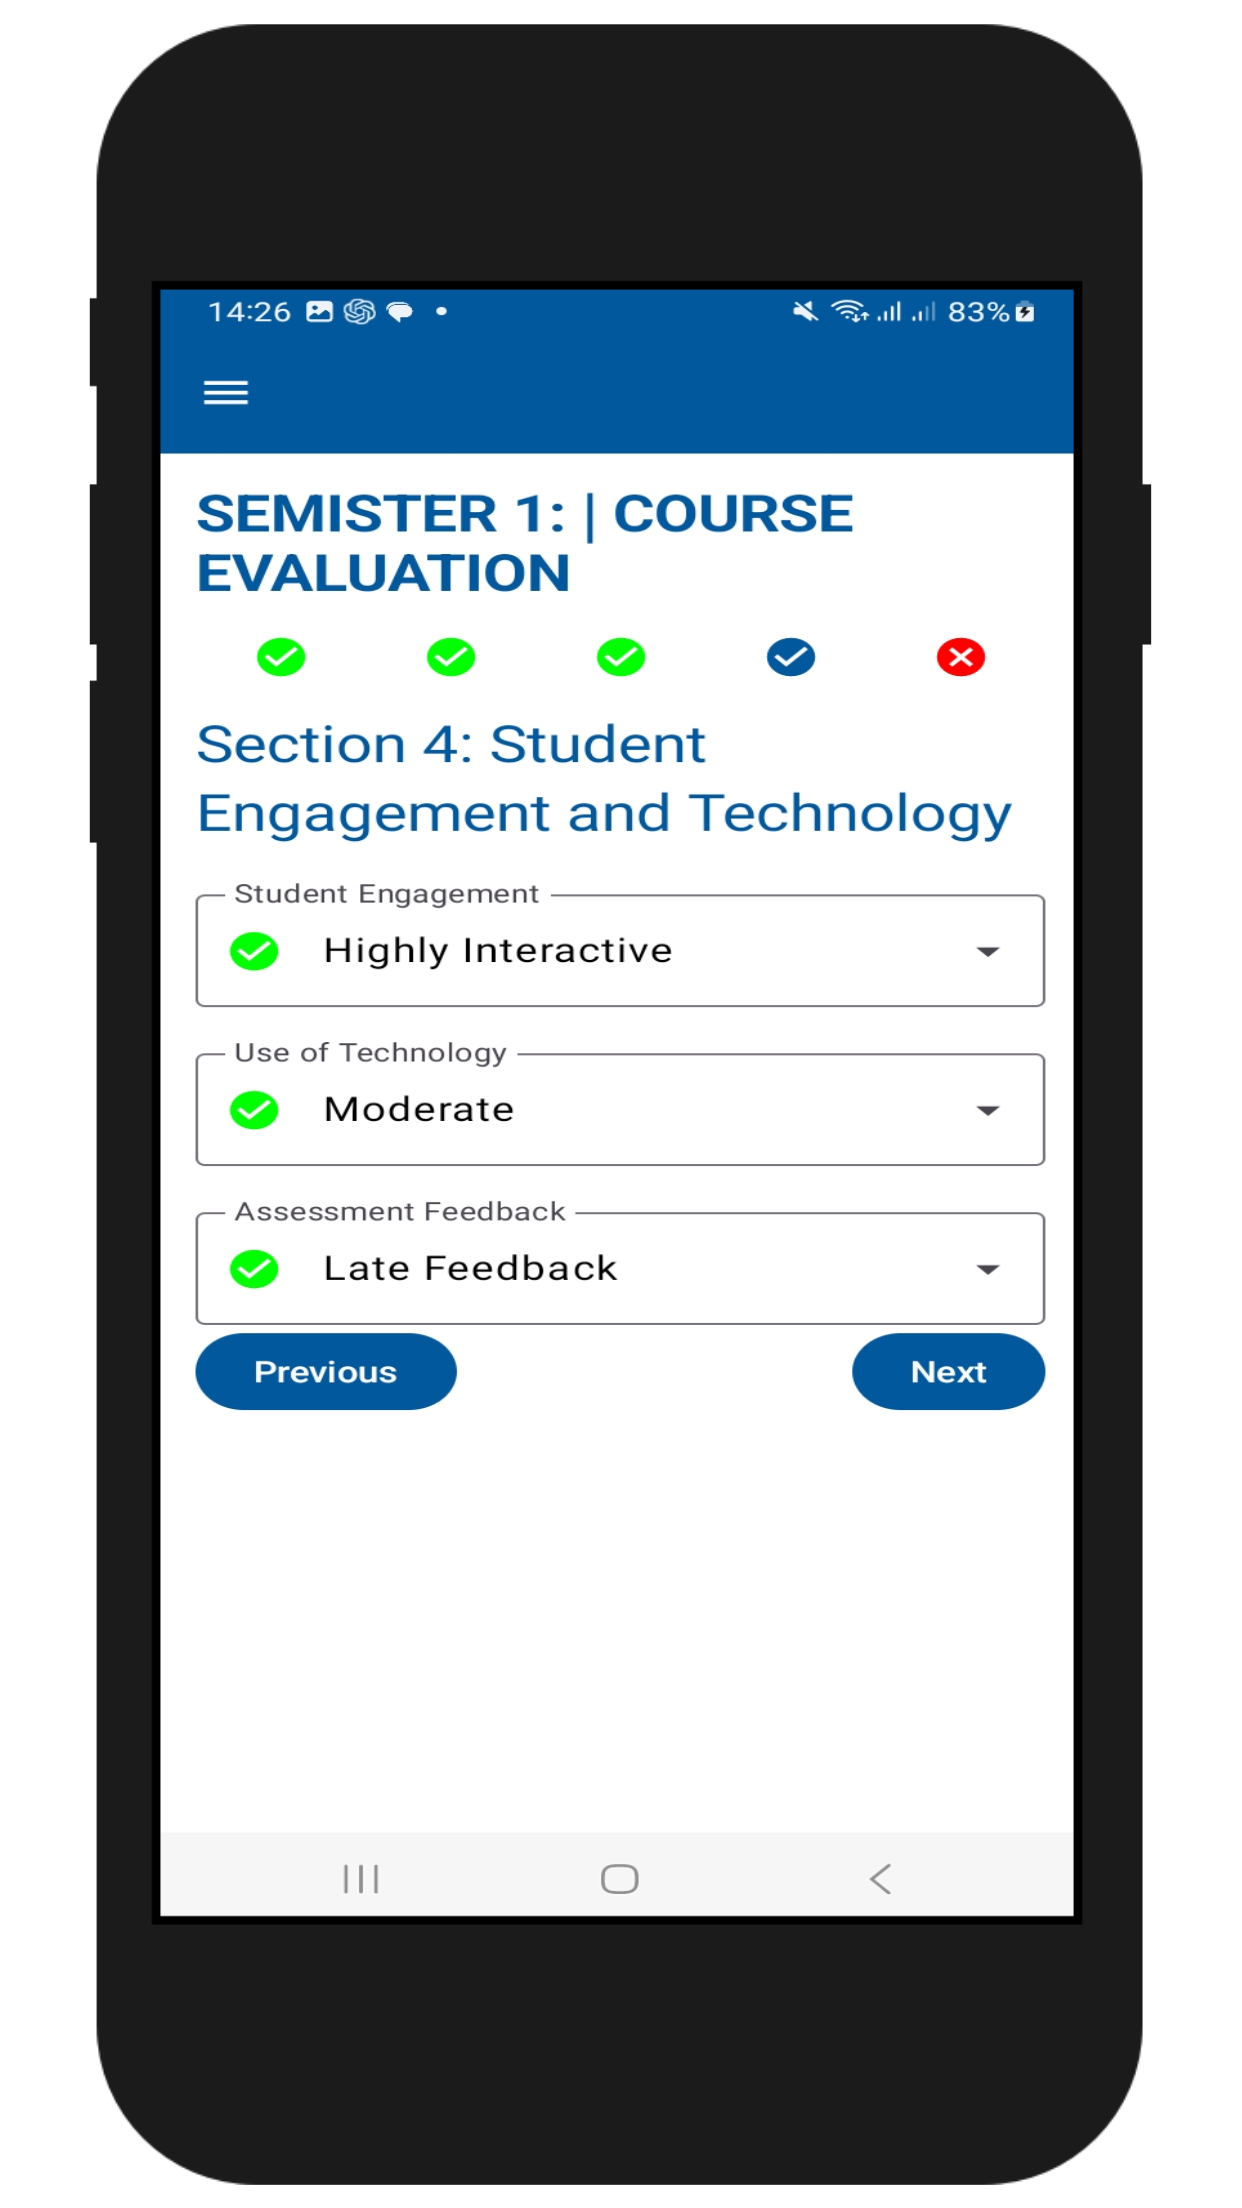 14:26 83%
SEMISTER 1: | COURSE
EVALUATION
Section 4: Student
Engagement and Technology
Student Engagement
Highly Interactive
Use of Technology
Moderate
Assessment Feedback
Late Feedback
Previous Next